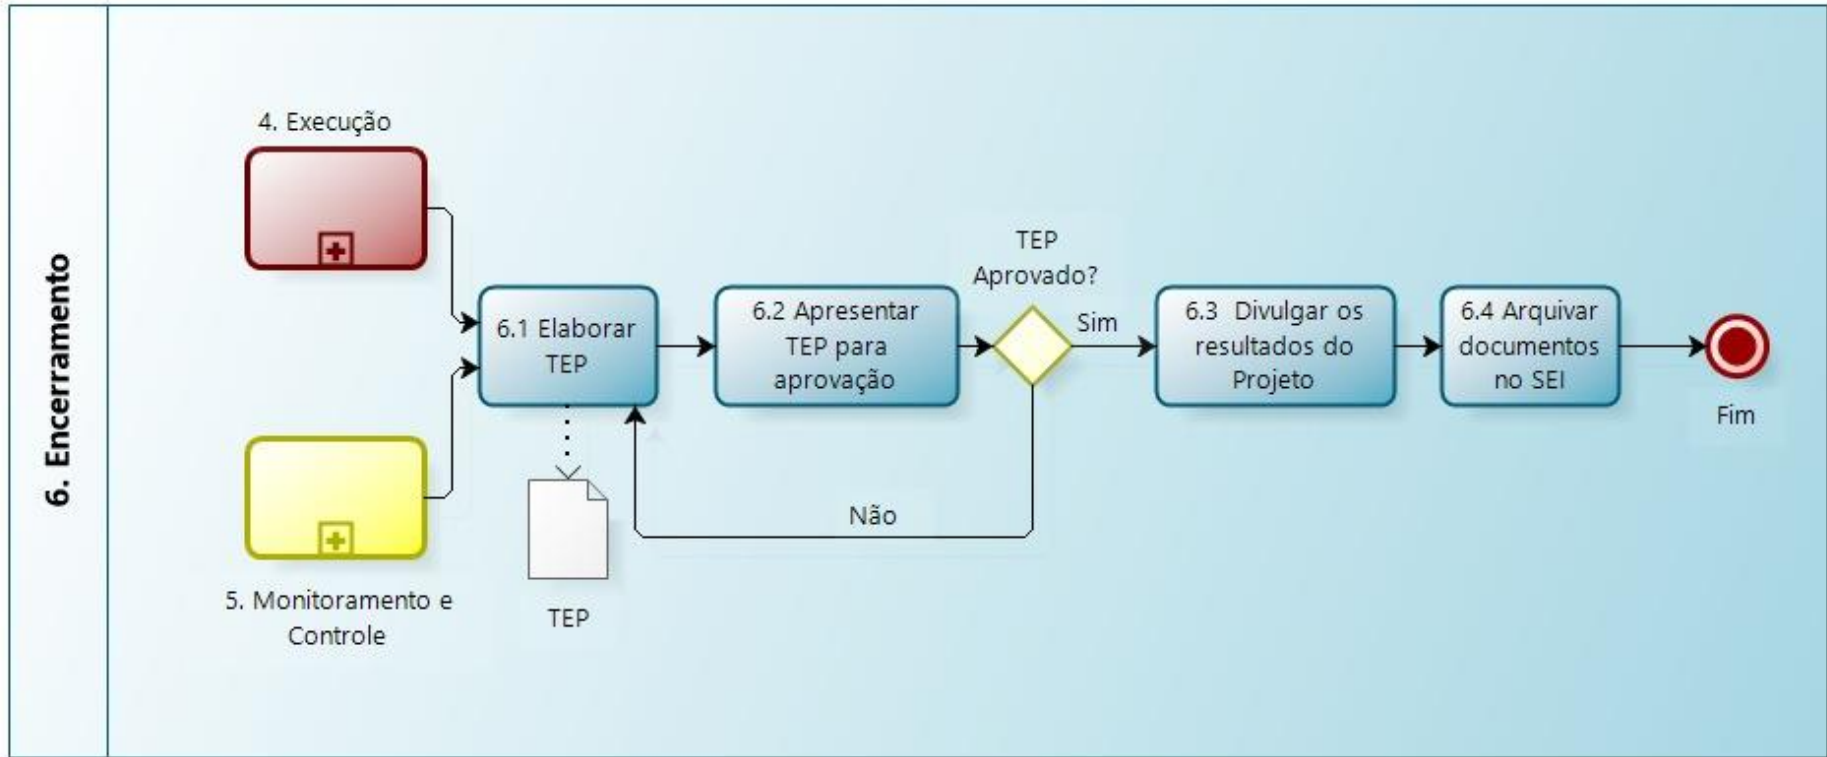 6. Encerramento
4. Execução
5. Monitoramento e
Controle
6.1 Elaborar
TEP
TEP
6.2 Apresentar
TEP para
aprovação
TEP
Aprovado?
Sim
Não
6.3 Divulgar os
resultados do
Projeto
6.4 Arquivar
documentos
no SEI
Fim